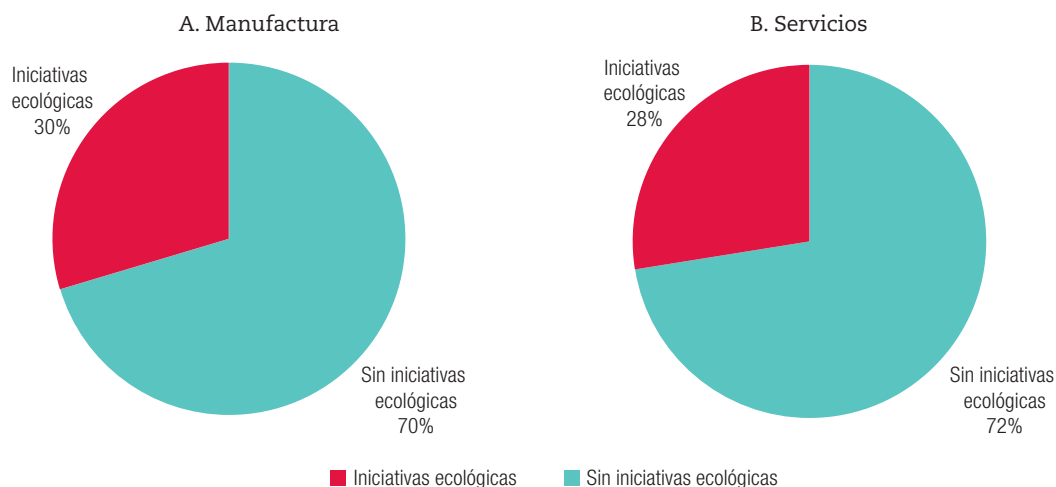 A. Manufactura
Iniciativas
ecológicas
30%
Sin iniciativas
ecológicas
70%
B. Servicios
Iniciativas
ecológicas
28%
Sin iniciativas
ecológicas
72%
Iniciativas ecológicas
Sin iniciativas ecológicas